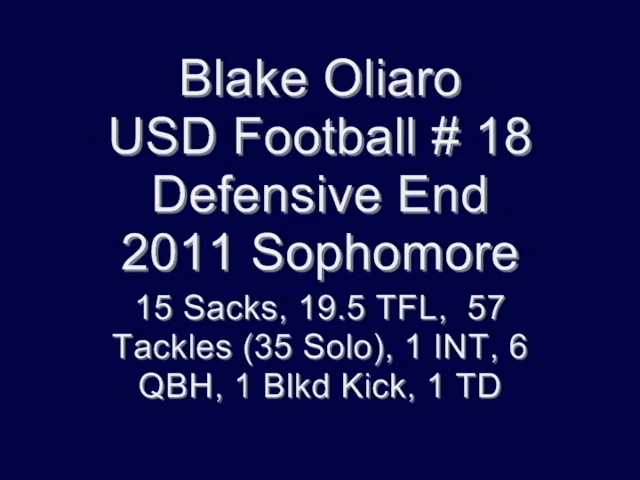 Blake Oliaro
USD Football # 18
Defensive End
2011 Sophomore
15 Sacks, 19.5 TFL,  57
Tackles (35 Solo), 1 INT, 6
QBH, 1 Blkd Kick, 1 TD